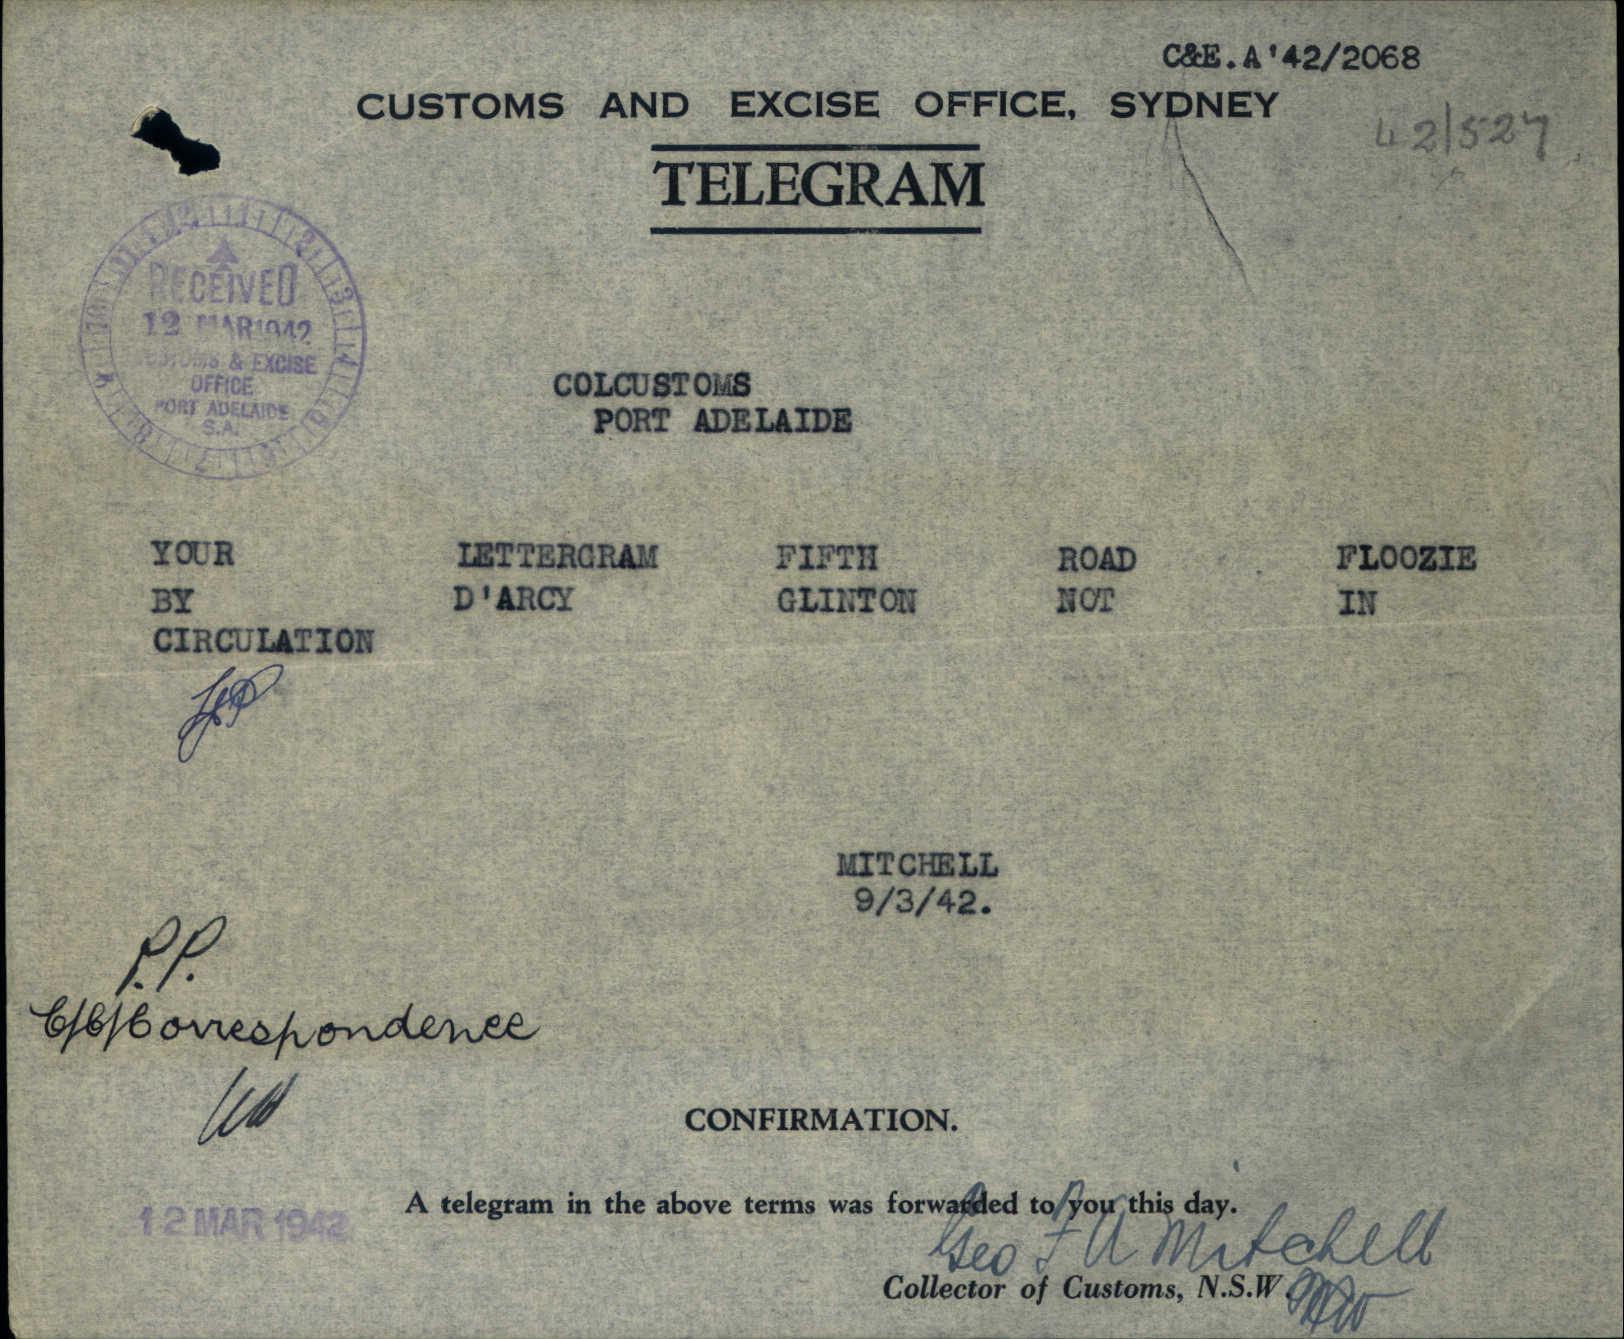 C&E.A'42/2068
CUSTOMS AND EXCISE OFFICE, SYDNEY
42/527
TELEGRAM
RECEIVED
12 MAR 1942
CUSTOMS & EXCISE
OFFICE
PORT ADELAIDE
S.A.
COLCUSTOMS
PORT ADELAIDE
YOUR LETTERGRAM FIFTH ROAD FLOOZIE
BY D'ARCY GLINTON NOT IN
CIRCULATION
MITCHELL
9/3/42.
P.P.
C/C/Correspondence
CONFIRMATION.
A telegram in the above terms was forwarded to you this day.
12 MAR 1942
Geo F U Mitchell
Collector of Customs, N.S.W.